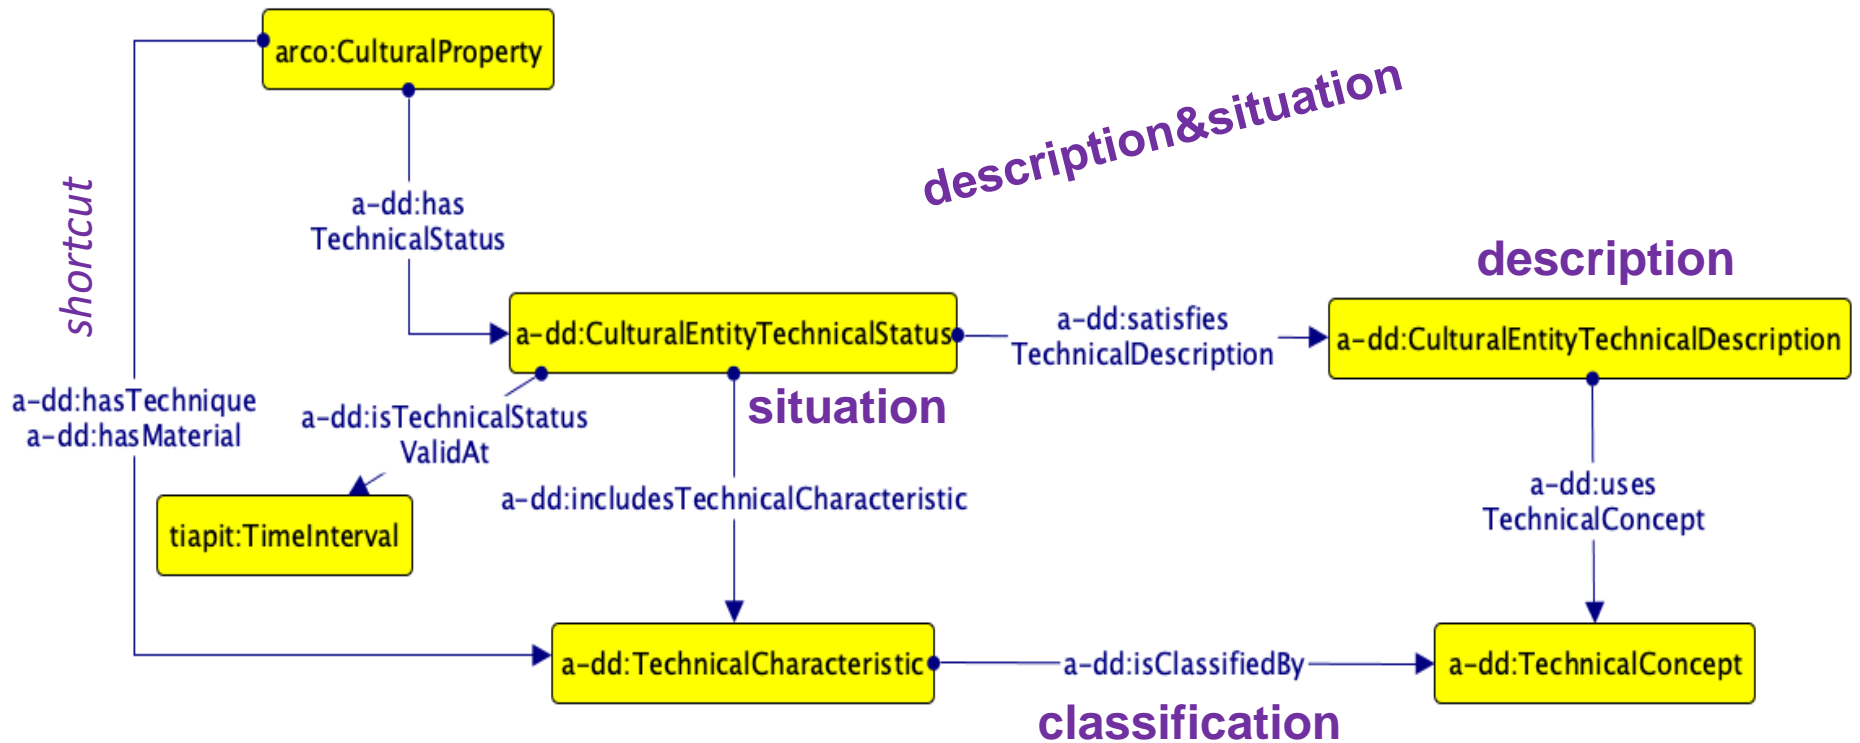 arco:CulturalProperty
description&situation
shortcut
a-dd:has
TechnicalStatus
description
a-dd:CulturalEntityTechnicalStatus
a-dd:satisfies
TechnicalDescription
a-dd:CulturalEntityTechnicalDescription
situation
a-dd:hasTechnique
a-dd:hasMaterial
a-dd:isTechnicalStatus
ValidAt
a-dd:includesTechnicalCharacteristic
a-dd:uses
TechnicalConcept
tiapit:TimeInterval
a-dd:TechnicalCharacteristic
a-dd:isClassifiedBy
a-dd:TechnicalConcept
classification